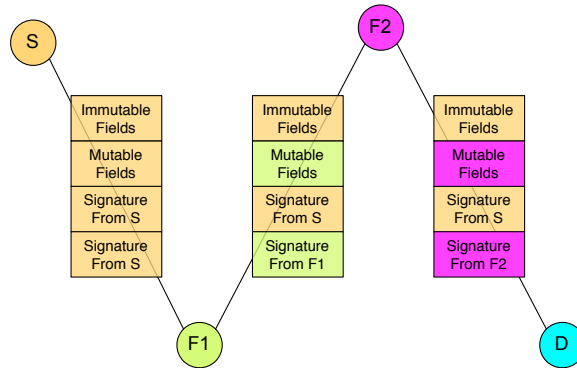 S
F2
Immutable
Fields
Mutable
Fields
Signature
From S
Signature
From S
Immutable
Fields
Mutable
Fields
Signature
From S
Signature
From F1
Immutable
Fields
Mutable
Fields
Signature
From S
Signature
From F2
F1
D